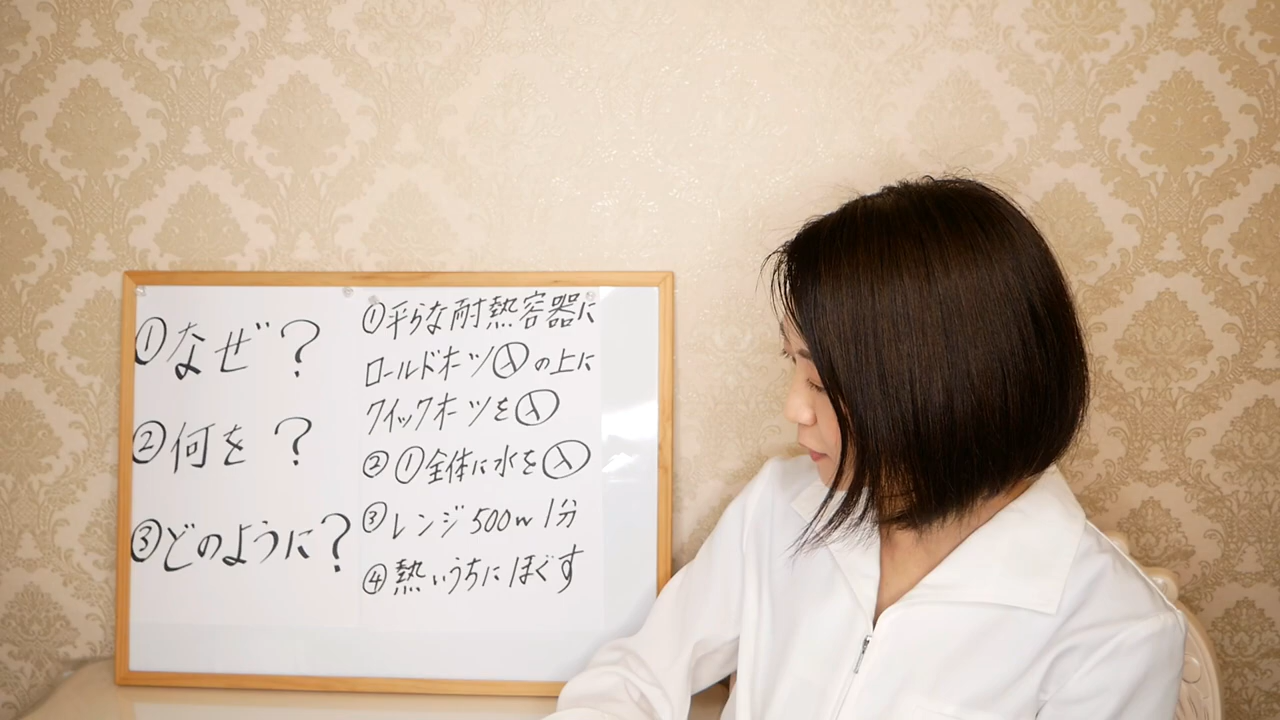 ①なぜ?
②何を?
③どのように?
①平らな耐熱容器に
ロールドオーツ入の上に
クイックオーツを入
②①全体に水を入
③レンジ500w 1分
④熱いうちにほぐす